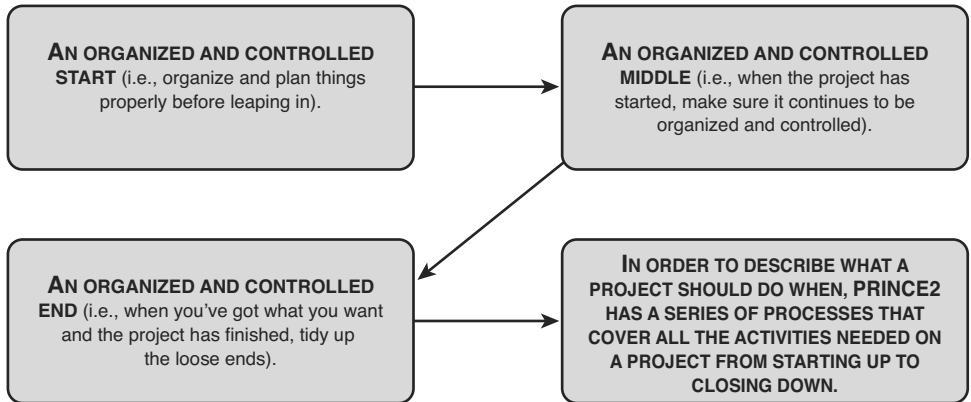 AN ORGANIZED AND CONTROLLED
START (i.e., organize and plan things
properly before leaping in).
AN ORGANIZED AND CONTROLLED
MIDDLE (i.e., when the project has
started, make sure it continues to be
organized and controlled).
AN ORGANIZED AND CONTROLLED
END (i.e., when you've got what you want
and the project has finished, tidy up
the loose ends).
IN ORDER TO DESCRIBE WHAT A
PROJECT SHOULD DO WHEN, PRINCE2
HAS A SERIES OF PROCESSES THAT
COVER ALL THE ACTIVITIES NEEDED ON
A PROJECT FROM STARTING UP TO
CLOSING DOWN.